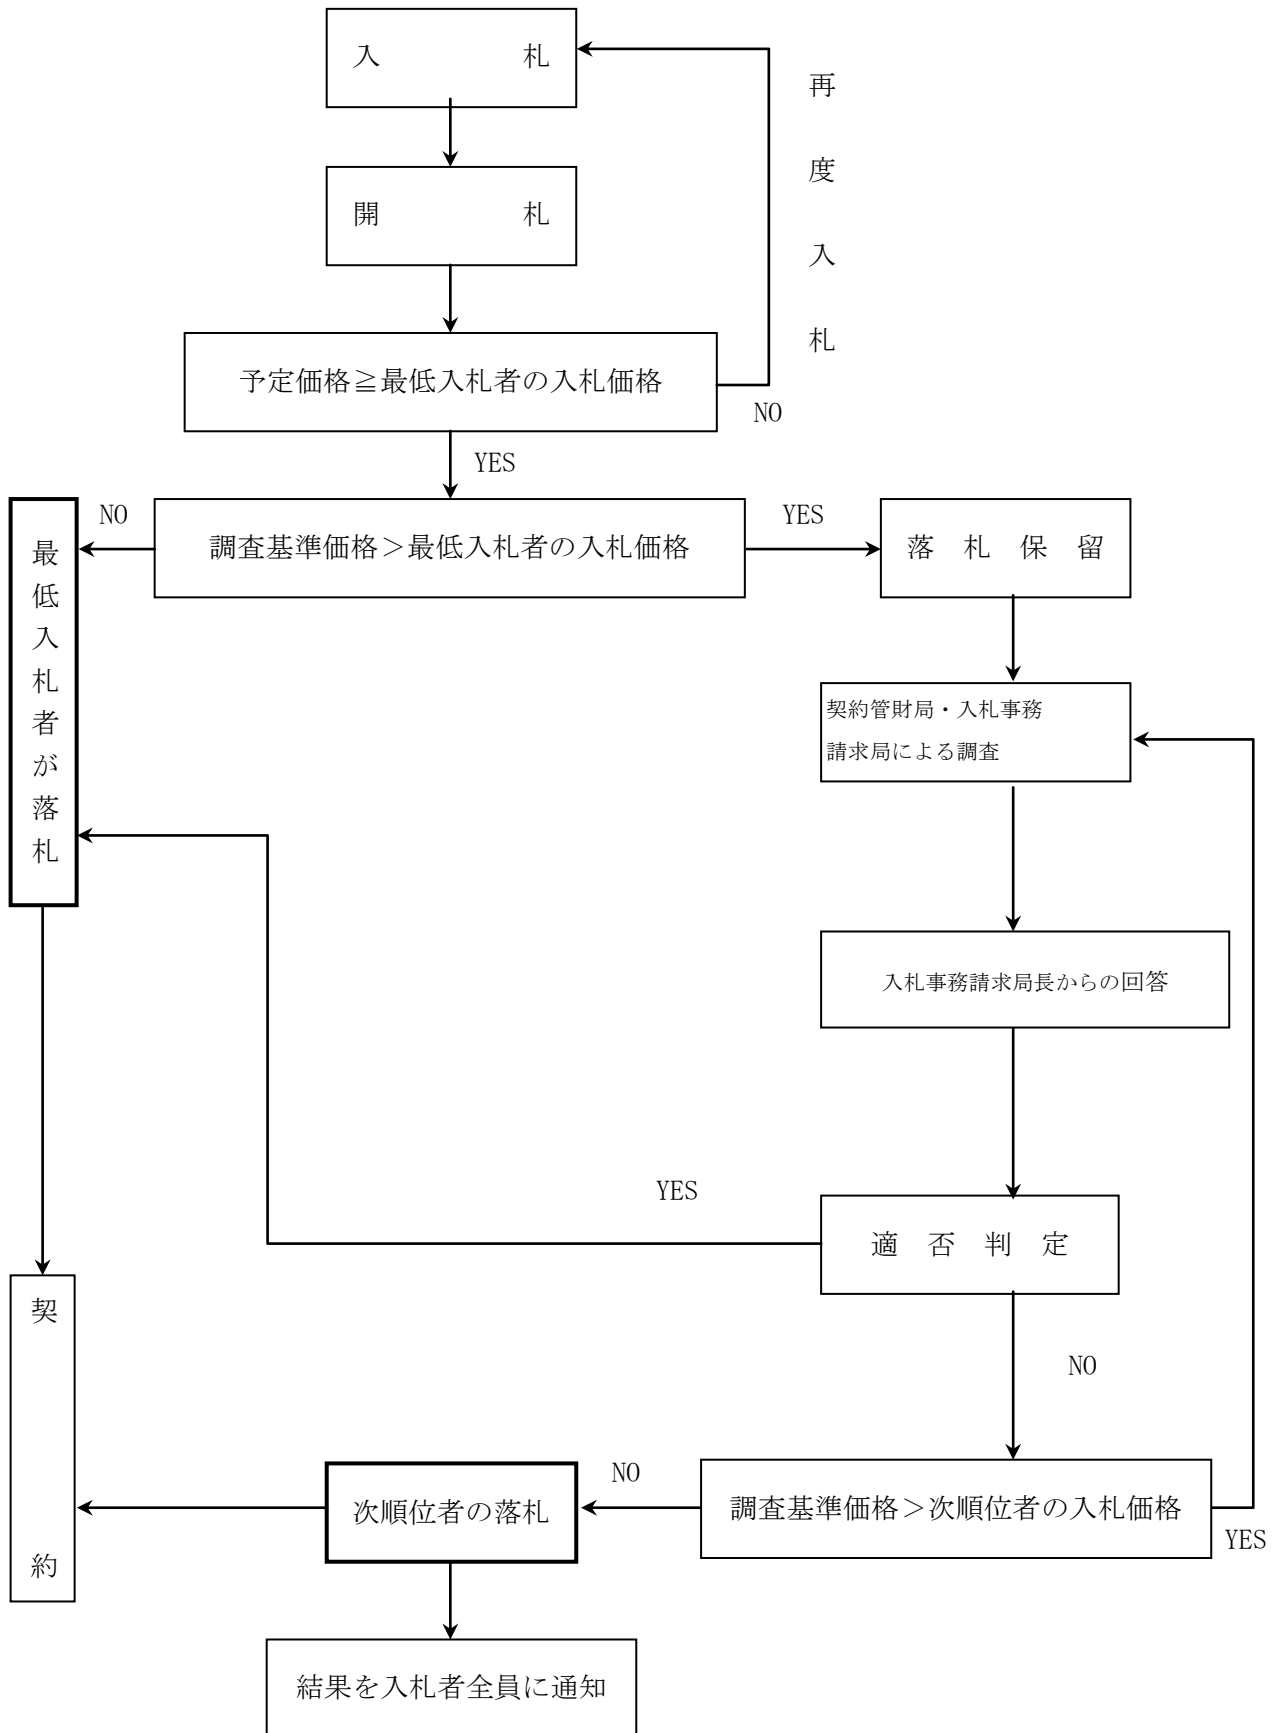 入札
再度入札
開札
予定価格≧最低入札者の入札価格
NO
YES
NO
調査基準価格＞最低入札者の入札価格
YES
落札保留
最低入札者が落札
契約管財局・入札事務
請求局による調査
入札事務請求局長からの回答
YES
適否判定
NO
契約
NO
次順位者の落札
調査基準価格＞次順位者の入札価格
YES
結果を入札者全員に通知